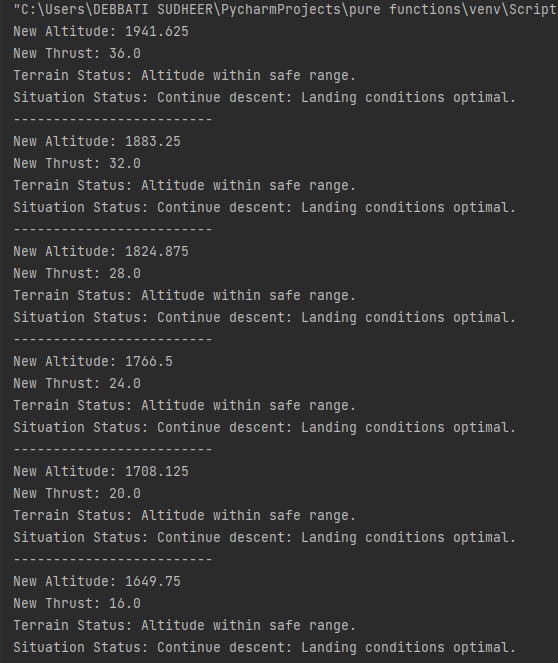 "C:\Users\DEBBATI SUDHEER\PycharmProjects\pure functions\venv\Script
New Altitude: 1941.625
New Thrust: 36.0
Terrain Status: Altitude within safe range.
Situation Status: Continue descent: Landing conditions optimal.
-------------------------
New Altitude: 1883.25
New Thrust: 32.0
Terrain Status: Altitude within safe range.
Situation Status: Continue descent: Landing conditions optimal.
-------------------------
New Altitude: 1824.875
New Thrust: 28.0
Terrain Status: Altitude within safe range.
Situation Status: Continue descent: Landing conditions optimal.
-------------------------
New Altitude: 1766.5
New Thrust: 24.0
Terrain Status: Altitude within safe range.
Situation Status: Continue descent: Landing conditions optimal.
-------------------------
New Altitude: 1708.125
New Thrust: 20.0
Terrain Status: Altitude within safe range.
Situation Status: Continue descent: Landing conditions optimal.
-------------------------
New Altitude: 1649.75
New Thrust: 16.0
Terrain Status: Altitude within safe range.
Situation Status: Continue descent: Landing conditions optimal.